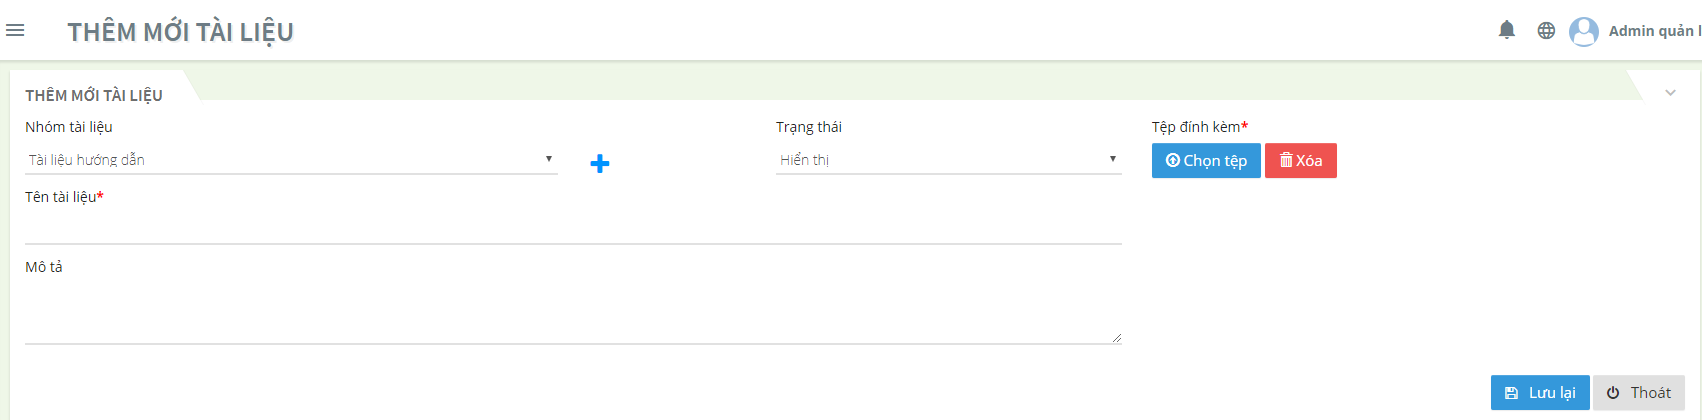 THÊM MỚI TÀI LIỆU
Admin quản l
THÊM MỚI TÀI LIỆU
Nhóm tài liệu
Trạng thái
Tệp đính kèm*
Tài liệu hướng dẫn
Hiển thị
Chọn tệp
Xóa
Tên tài liệu*
Mô tả
Lưu lại
Thoát